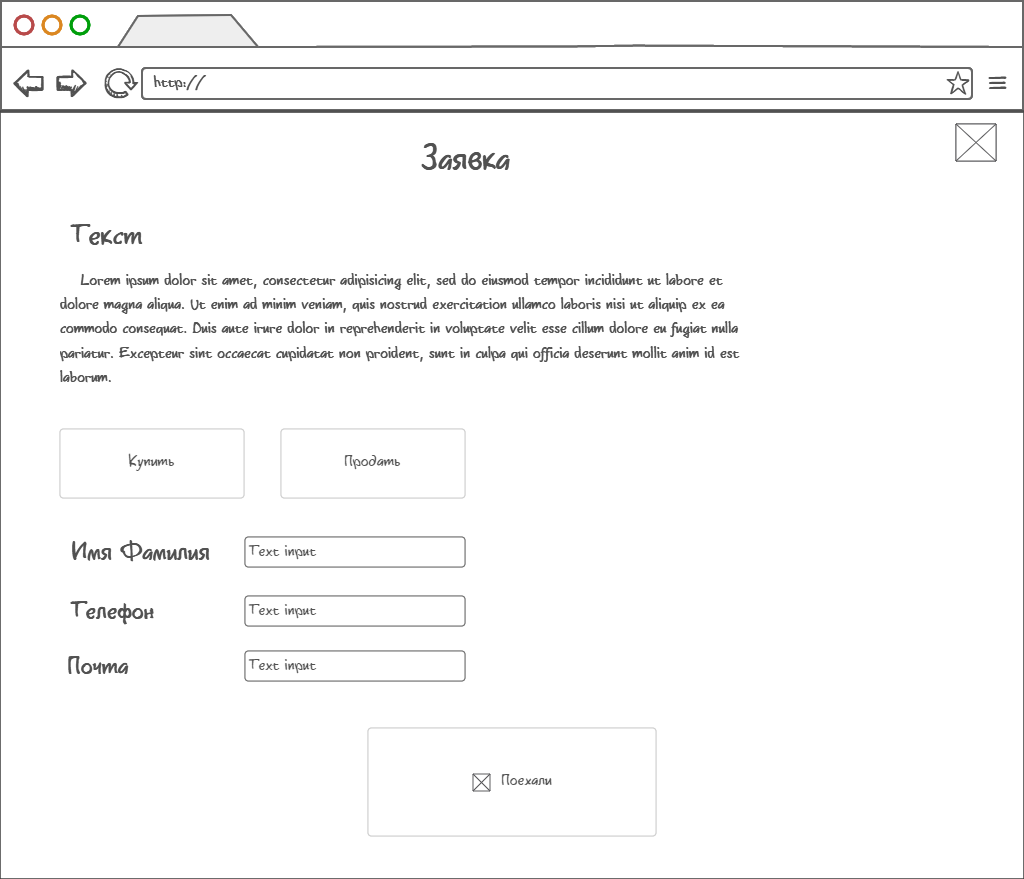 http://
Заявка
Текст
Lorem ipsum dolor sit amet, consectetur adipisicing elit, sed do eiusmod tempor incididunt ut labore et
dolore magna aliqua. Ut enim ad minim veniam, quis nostrud exercitation ullamco laboris nisi ut aliquip ex ea
commodo consequat. Duis aute irure dolor in reprehenderit in voluptate velit esse cillum dolore eu fugiat nulla
pariatur. Excepteur sint occaecat cupidatat non proident, sunt in culpa qui officia deserunt mollit anim id est
laborum.
Купить Продать
Имя Фамилия Text input
Телефон Text input
Почта Text input
Поехали